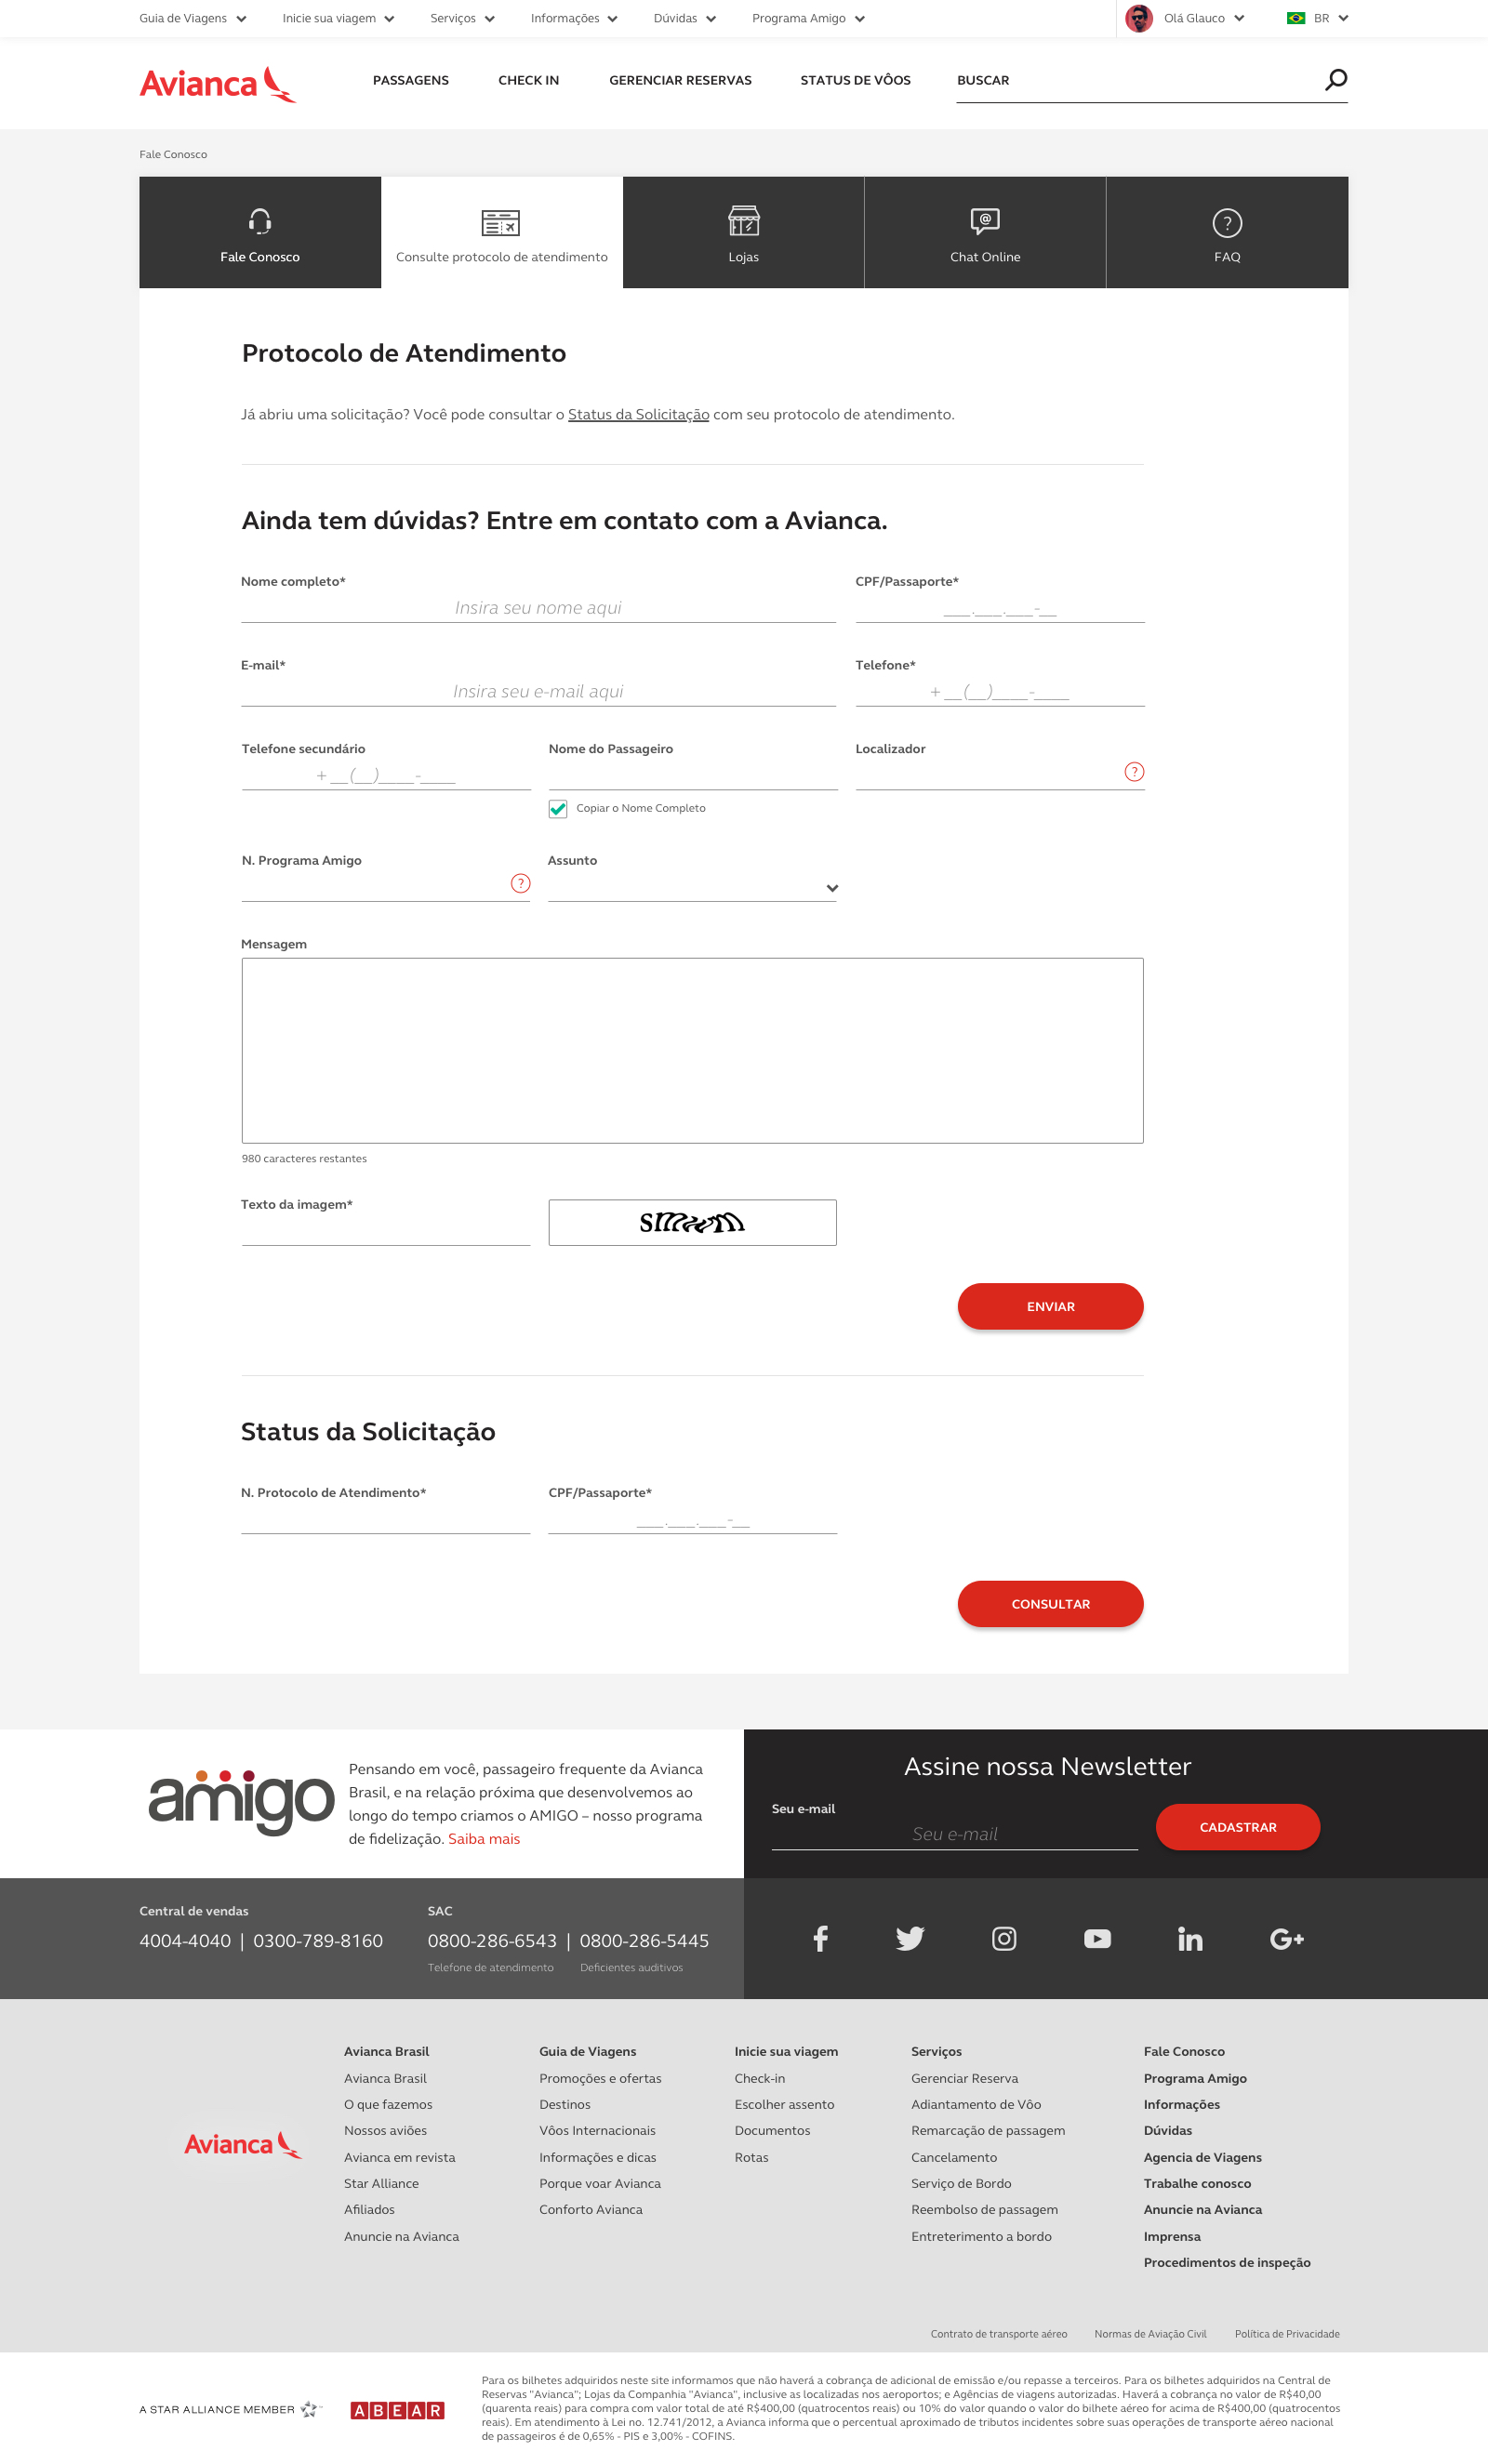 Guia de Viagens Inicie sua viagem Serviços Informações Dúvidas Programa Amigo Olá Glauco BR
Avianca PASSAGENS CHECK IN GERENCIAR RESERVAS STATUS DE VÔOS BUSCAR
Fale Conosco
Fale Conosco Consulte protocolo de atendimento Lojas Chat Online FAQ
Protocolo de Atendimento
Já abriu uma solicitação? Você pode consultar o Status da Solicitação com seu protocolo de atendimento.
Ainda tem dúvidas? Entre em contato com a Avianca.
Nome completo* CPF/Passaporte*
Insira seu nome aqui ___.___.___-__
E-mail* Telefone*
Insira seu e-mail aqui + __(__)____-____
Telefone secundário Nome do Passageiro Localizador
+ __(__)____-____ ?
Copiar o Nome Completo
N. Programa Amigo Assunto
?
Mensagem
980 caracteres restantes
Texto da imagem*
ENVIAR
Status da Solicitação
N. Protocolo de Atendimento* CPF/Passaporte*
___.___.___-__
CONSULTAR
amigo
Pensando em você, passageiro frequente da Avianca
Brasil, e na relação próxima que desenvolvemos ao
longo do tempo criamos o AMIGO – nosso programa
de fidelização. Saiba mais
Assine nossa Newsletter
Seu e-mail
Seu e-mail
CADASTRAR
Central de vendas SAC
4004-4040 | 0300-789-8160 0800-286-6543 | 0800-286-5445
Telefone de atendimento Deficientes auditivos
Avianca
Avianca Brasil
Avianca Brasil
O que fazemos
Nossos aviões
Avianca em revista
Star Alliance
Afiliados
Anuncie na Avianca
Guia de Viagens
Promoções e ofertas
Destinos
Vôos Internacionais
Informações e dicas
Porque voar Avianca
Conforto Avianca
Inicie sua viagem
Check-in
Escolher assento
Documentos
Rotas
Serviços
Gerenciar Reserva
Adiantamento de Vôo
Remarcação de passagem
Cancelamento
Serviço de Bordo
Reembolso de passagem
Entreterimento a bordo
Fale Conosco
Programa Amigo
Informações
Dúvidas
Agencia de Viagens
Trabalhe conosco
Anuncie na Avianca
Imprensa
Procedimentos de inspeção
Contrato de transporte aéreo Normas de Aviação Civil Política de Privacidade
A STAR ALLIANCE MEMBER
ABEAR
Para os bilhetes adquiridos neste site informamos que não haverá a cobrança de adicional de emissão e/ou repasse a terceiros. Para os bilhetes adquiridos na Central de
Reservas "Avianca"; Lojas da Companhia "Avianca", inclusive as localizadas nos aeroportos; e Agências de viagens autorizadas. Haverá a cobrança no valor de R$40,00
(quarenta reais) para compra com valor total de até R$400,00 (quatrocentos reais) ou 10% do valor quando o valor do bilhete aéreo for acima de R$400,00 (quatrocentos
reais). Em atendimento à Lei no. 12.741/2012, a Avianca informa que o percentual aproximado de tributos incidentes sobre suas operações de transporte aéreo nacional
de passageiros é de 0,65% - PIS e 3,00% - COFINS.